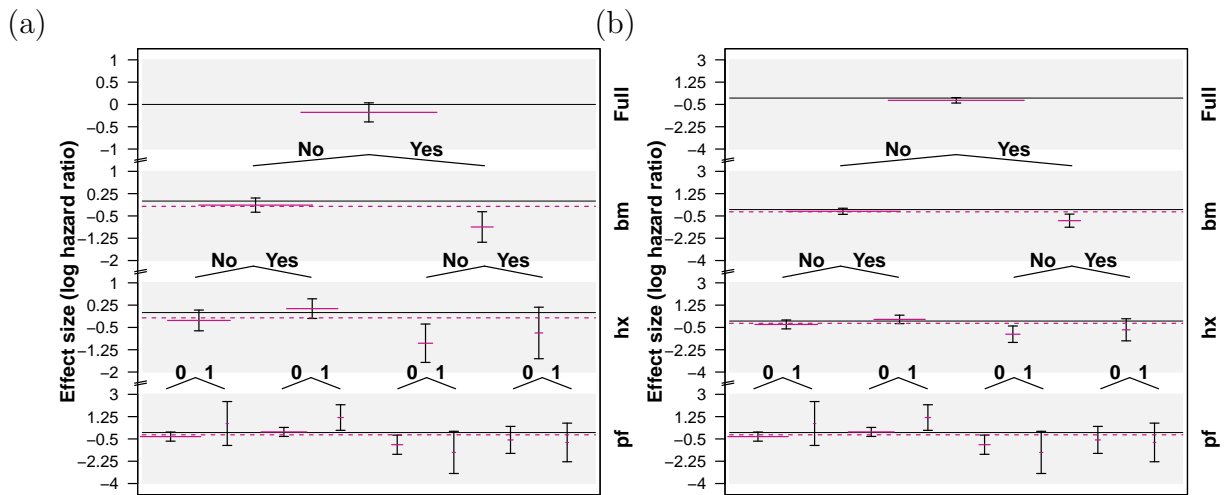 (a)
Effect size (log hazard ratio)
1
0.5
0
−0.5
−1
Full
No Yes
1
0.25
−0.5
−1.25
−2
bm
No Yes No Yes
1
0.25
−0.5
−1.25
−2
hx
0 1 0 1 0 1 0 1
3
1.25
−0.5
−2.25
−4
pf
(b)
Effect size (log hazard ratio)
3
1.25
−0.5
−2.25
−4
Full
No Yes
3
1.25
−0.5
−2.25
−4
bm
No Yes No Yes
3
1.25
−0.5
−2.25
−4
hx
0 1 0 1 0 1 0 1
3
1.25
−0.5
−2.25
−4
pf